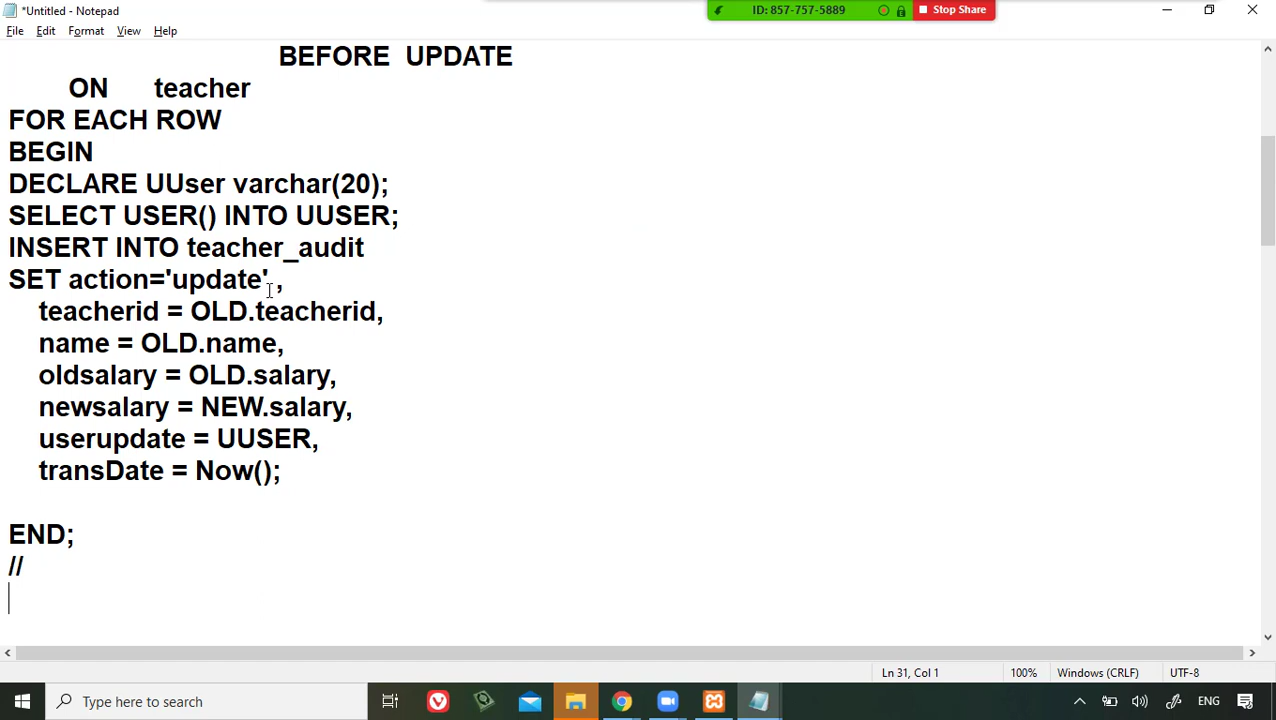 *Untitled - Notepad
ID: 857-757-5889
Stop Share
File Edit Format View Help
BEFORE UPDATE
ON teacher
FOR EACH ROW
BEGIN
DECLARE UUser varchar(20);
SELECT USER() INTO UUSER;
INSERT INTO teacher_audit
SET action='update' ,
teacherid = OLD.teacherid,
name = OLD.name,
oldsalary = OLD.salary,
newsalary = NEW.salary,
userupdate = UUSER,
transDate = Now();
END;
//
Ln 31, Col 1 100% Windows (CRLF) UTF-8
Type here to search
ENG